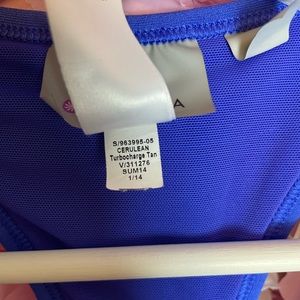 A
S/963995-05
CERULEAN
Turbocharge Tan
V/311276
SUM14
1/14